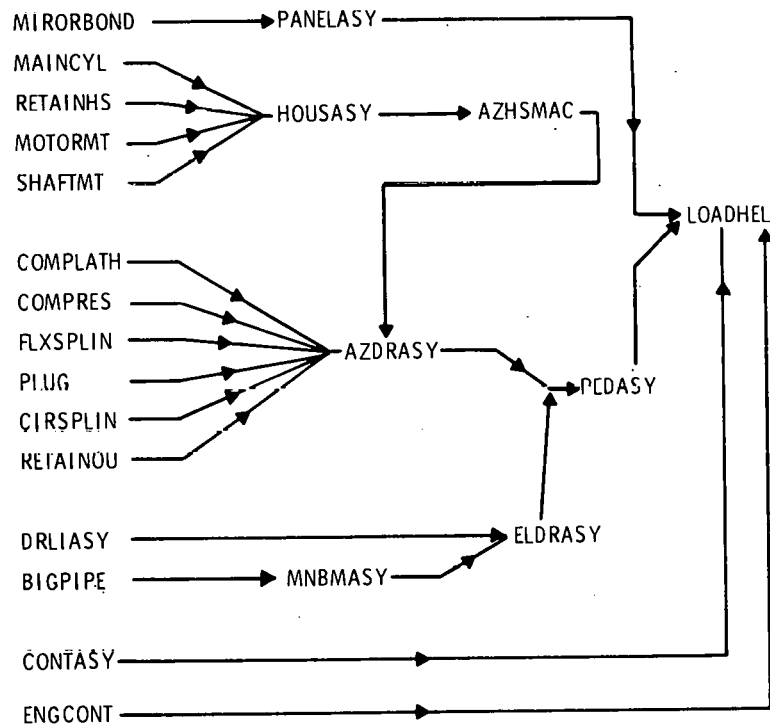 MIRORBOND PANELASY
MAINCYL
RETAINHS
HOUSASY AZHSMAC
MOTORMT
SHAFTMT
LOADHEL
COMPLATH
COMPRES
FLXSPLIN
AZDRASY
PLUG
PEDASY
CIRSPLIN
RETAINOU
DRLIASY
ELDRASY
BIGPIPE MNBMASY
CONTASY
ENGCONT